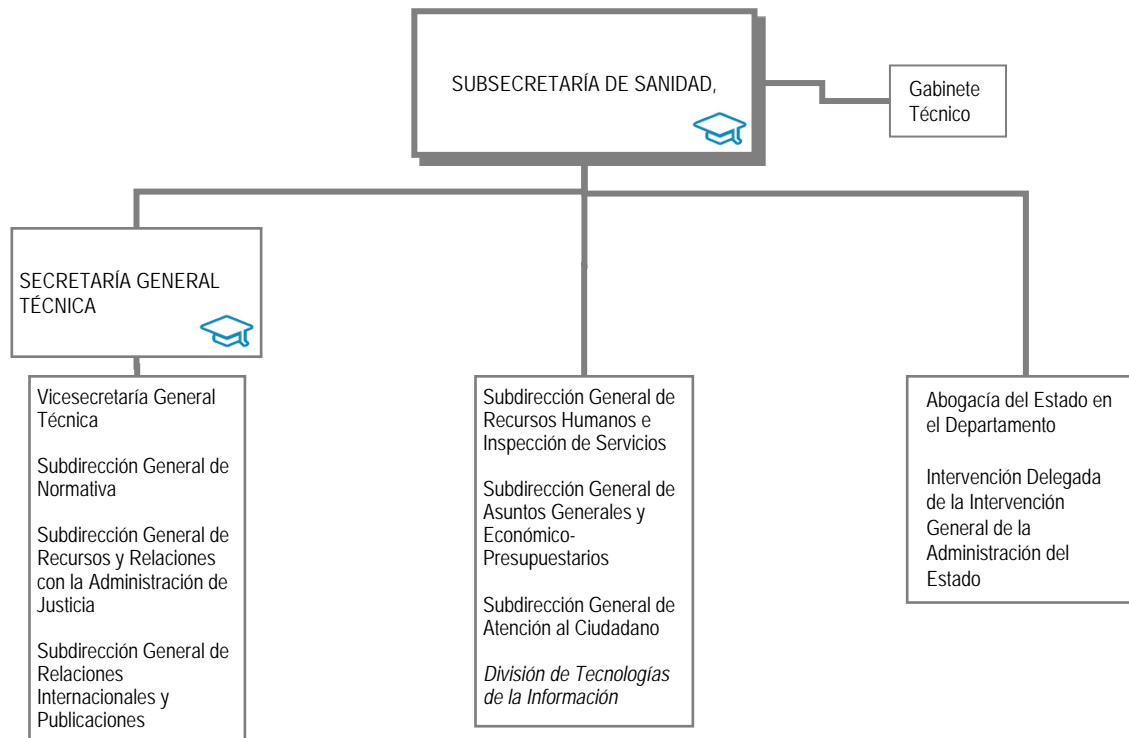 SUBSECRETARÍA DE SANIDAD,
Gabinete
Técnico
SECRETARÍA GENERAL
TÉCNICA
Vicesecretaría General
Técnica
Subdirección General de
Normativa
Subdirección General de
Recursos y Relaciones
con la Administración de
Justicia
Subdirección General de
Relaciones
Internacionales y
Publicaciones
Subdirección General de
Recursos Humanos e
Inspección de Servicios
Subdirección General de
Asuntos Generales y
Económico-
Presupuestarios
Subdirección General de
Atención al Ciudadano
División de Tecnologías
de la Información
Abogacía del Estado en
el Departamento
Intervención Delegada
de la Intervención
General de la
Administración del
Estado